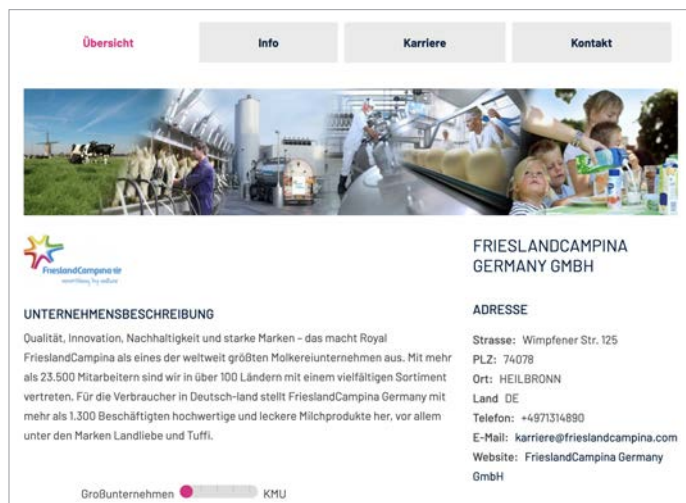 Übersicht
Info
Karriere
Kontakt
FrieslandCampina
nourishing by nature
UNTERNEHMENSBESCHREIBUNG
Qualität, Innovation, Nachhaltigkeit und starke Marken – das macht Royal
FrieslandCampina als eines der weltweit größten Molkereiunternehmen aus. Mit mehr
als 23.500 Mitarbeitern sind wir in über 100 Ländern mit einem vielfältigen Sortiment
vertreten. Für die Verbraucher in Deutsch-land stellt FrieslandCampina Germany mit
mehr als 1.300 Beschäftigten hochwertige und leckere Milchprodukte her, vor allem
unter den Marken Landliebe und Tuffi.
Großunternehmen KMU
FRIESLANDCAMPINA
GERMANY GMBH
ADRESSE
Strasse: Wimpfener Str. 125
PLZ: 74078
Ort: HEILBRONN
Land DE
Telefon: +4971314890
E-Mail: karriere@frieslandcampina.com
Website: FrieslandCampina Germany
GmbH